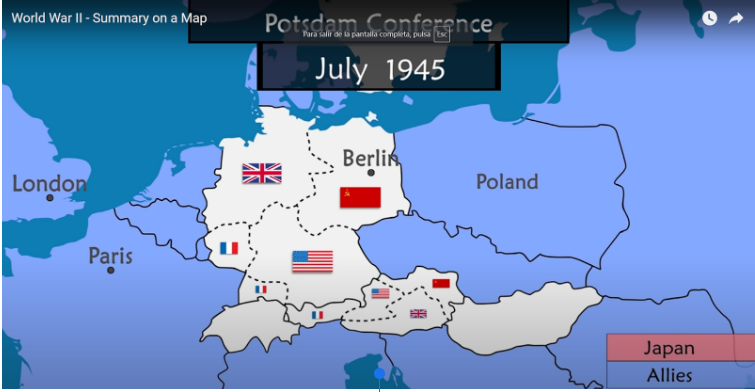 World War II - Summary on a Map
Potsdam Conference
Para salir de la pantalla completa, pulsa Esc
July 1945
Berlin
London
Poland
Paris
Japan
Allies